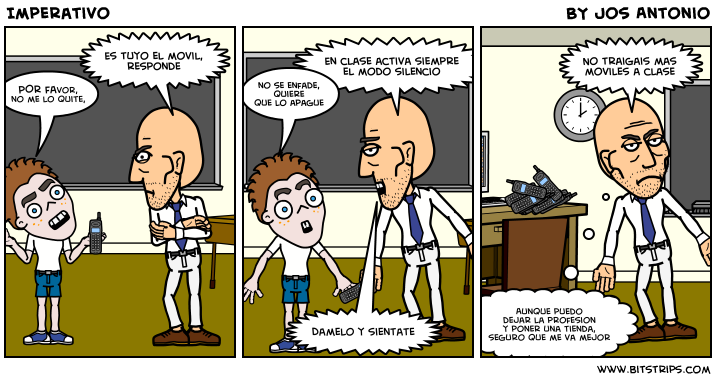 IMPERATIVO
BY JOS ANTONIO
ES TUYO EL MOVIL,
RESPONDE
POR FAVOR,
NO ME LO QUITE,
EN CLASE ACTIVA SIEMPRE
EL MODO SILENCIO
NO SE ENFADE,
QUIERE
QUE LO APAGUE
DAMELO Y SIENTATE
NO TRAIGAIS MAS
MOVILES A CLASE
AUNQUE PUEDO
DEJAR LA PROFESION
Y PONER UNA TIENDA,
SEGURO QUE ME VA MEJOR
WWW.BITSTRIPS.COM